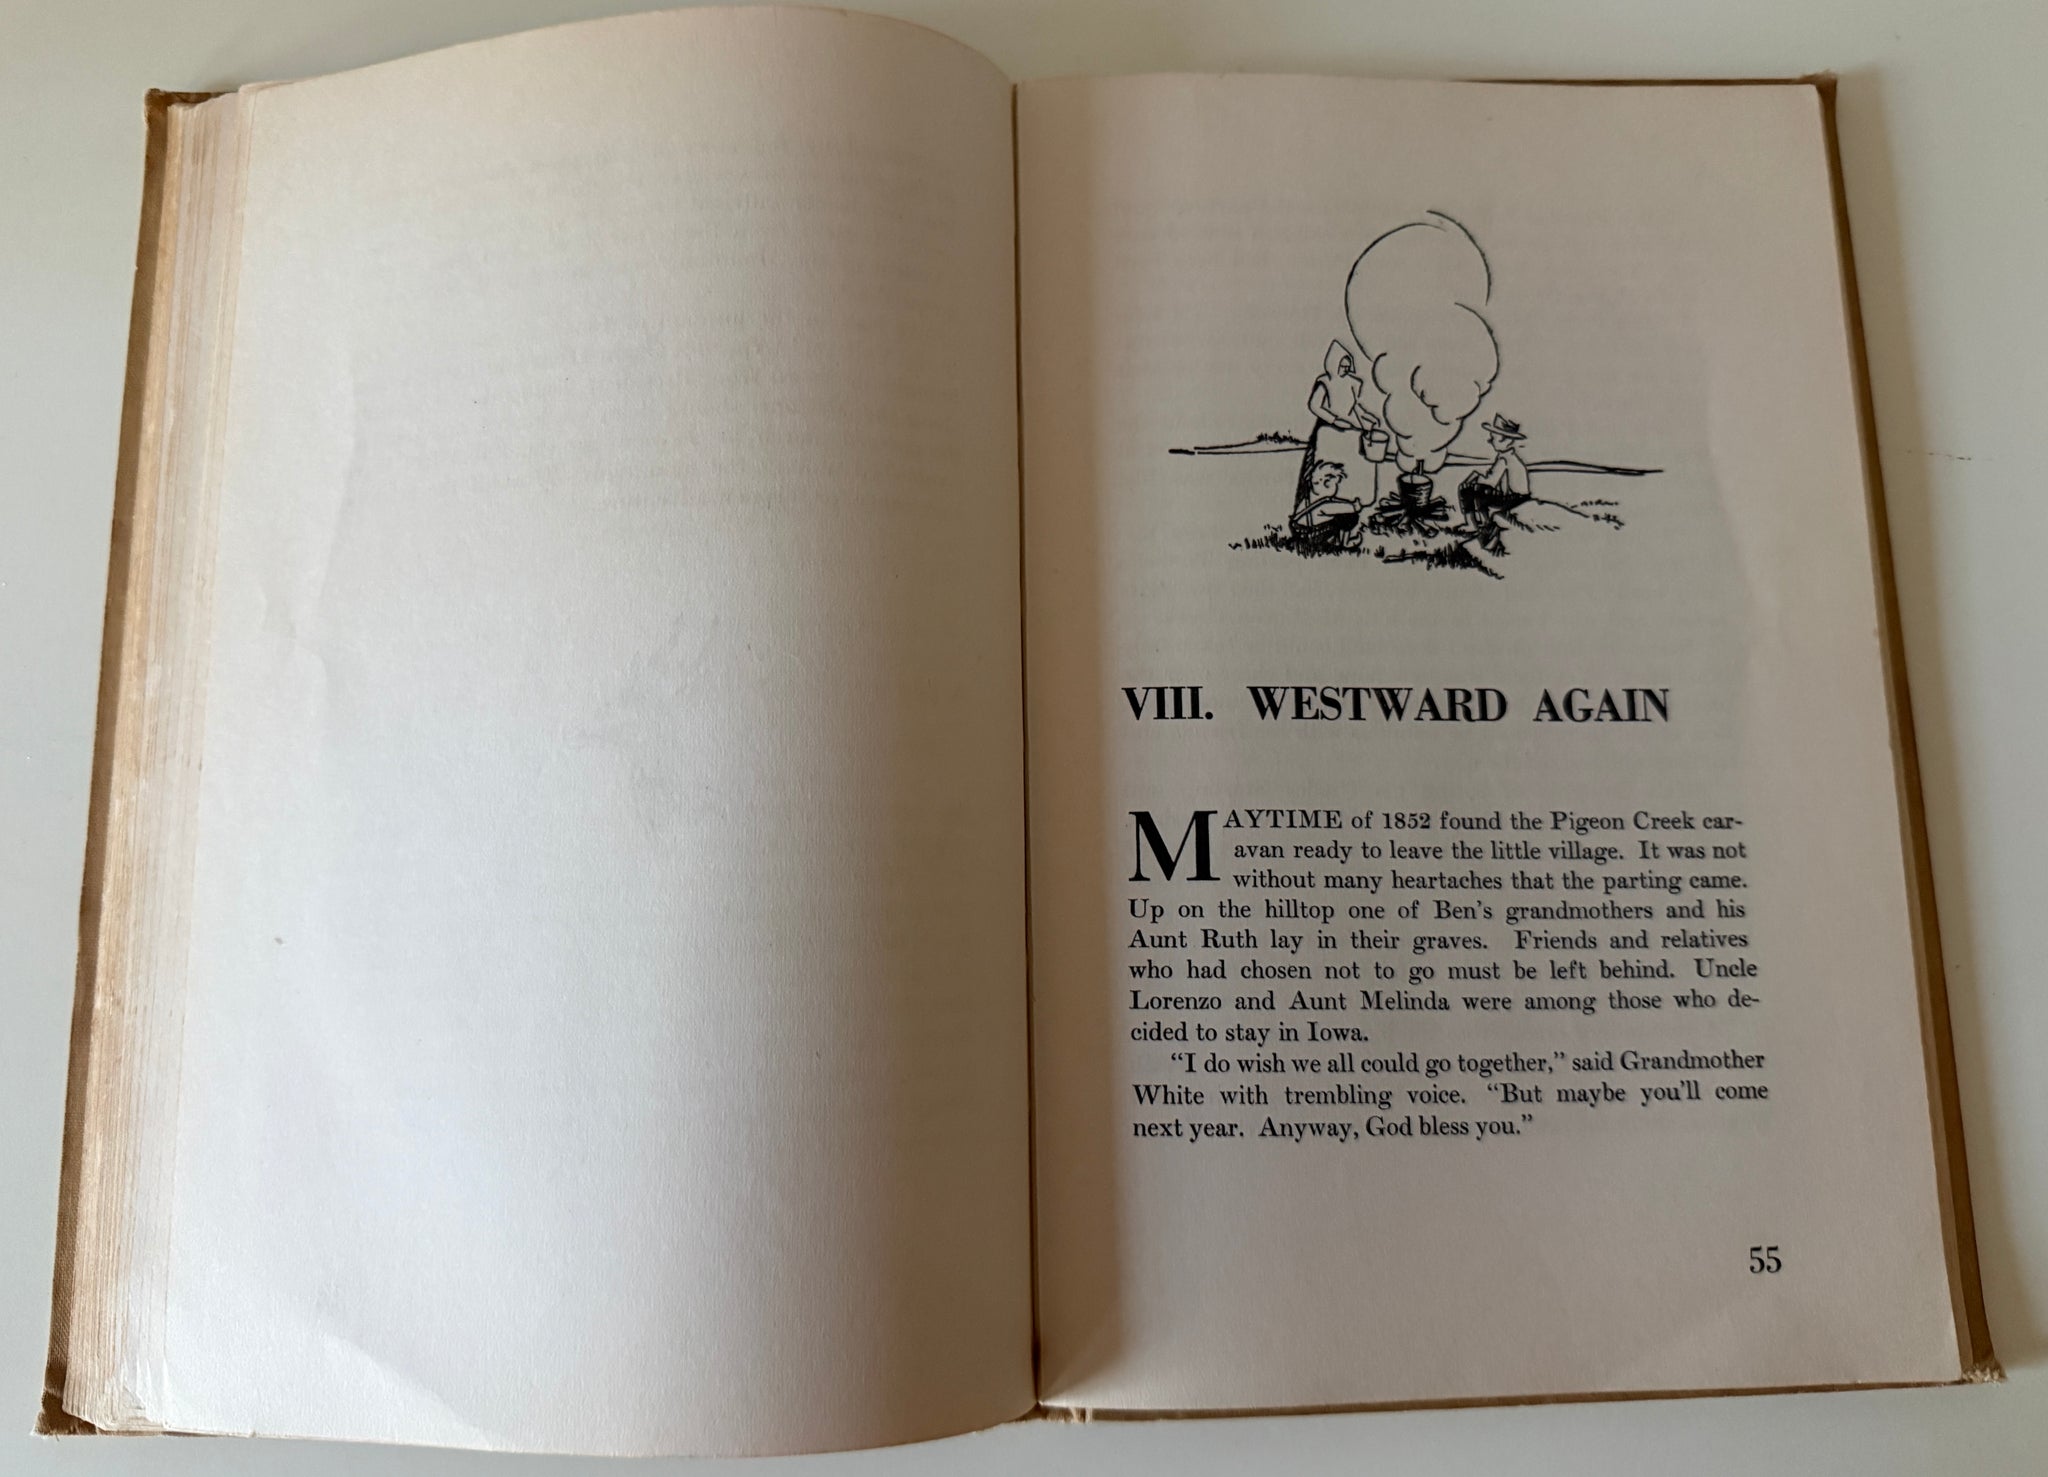 VIII. WESTWARD AGAIN
MAYTIME of 1852 found the Pigeon Creek car-
avan ready to leave the little village. It was not
without many heartaches that the parting came.
Up on the hilltop one of Ben's grandmothers and his
Aunt Ruth lay in their graves. Friends and relatives
who had chosen not to go must be left behind. Uncle
Lorenzo and Aunt Melinda were among those who de-
cided to stay in Iowa.
"I do wish we all could go together," said Grandmother
White with trembling voice. "But maybe you'll come
next year. Anyway, God bless you."
55